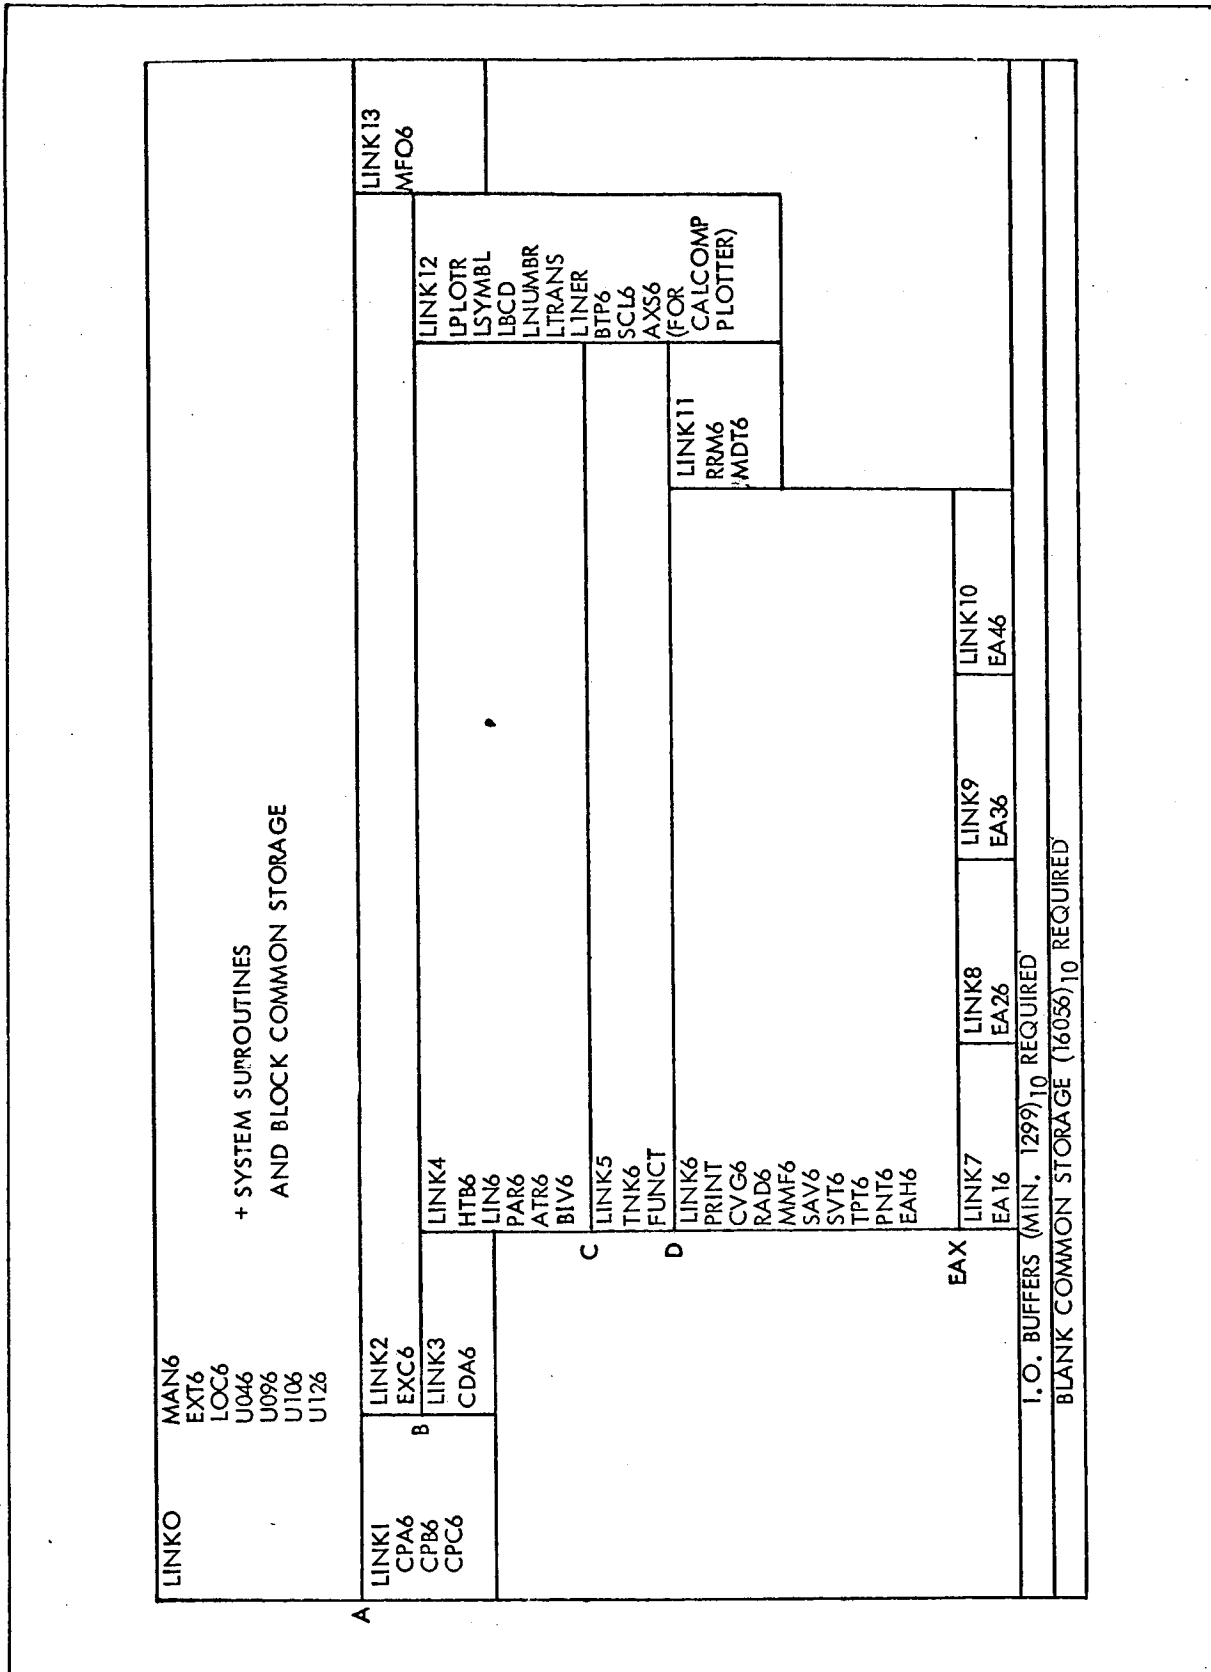 LINKO
MAN6
EXT6
LOC6
U046
U096
U106
U126
+ SYSTEM SUBROUTINES
AND BLOCK COMMON STORAGE
A
LINK1
CPA6
CPB6
CPC6
LINK2
EXC6
B
LINK3
CDA6
LINK4
HTB6
LIN6
PAR6
ATR6
BIV6
C
LINK5
TNK6
FUNCT
D
LINK6
PRINT
CVG6
RAD6
MMF6
SAV6
SVT6
TPT6
PNT6
EAH6
EAX
LINK7
EA16
LINK8
EA26
LINK9
EA36
LINK10
EA46
LINK11
RRM6
MDT6
LINK12
LPLOTR
LSYMBL
LBCD
LNUMBR
LTRANS
L1NER
BTP6
SCL6
AXS6
(FOR
CALCOMP
PLOTTER)
LINK13
MFO6
I.O. BUFFERS (MIN. 1299)10 REQUIRED
BLANK COMMON STORAGE (16056)10 REQUIRED